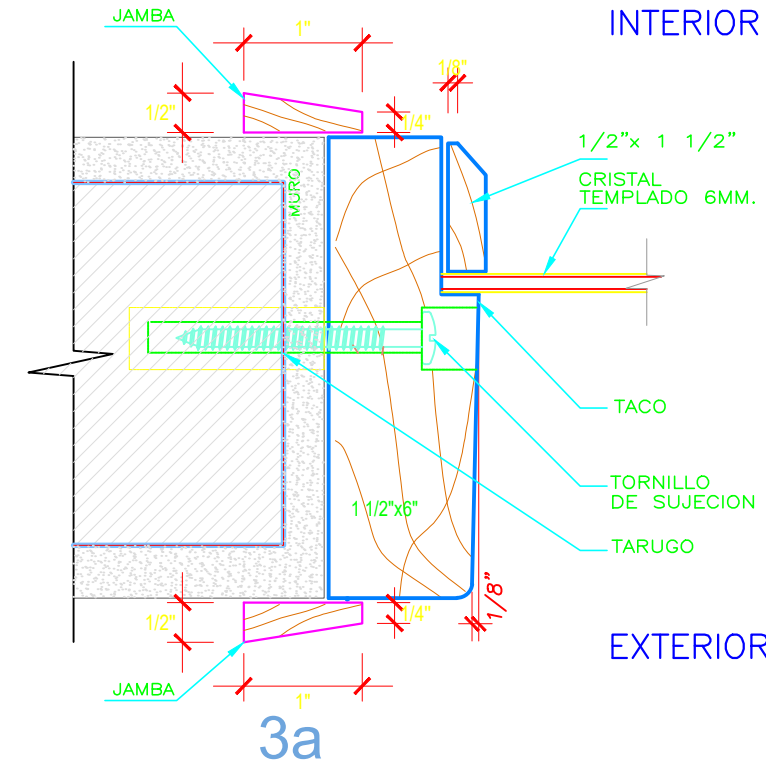 INTERIOR
JAMBA
1"
1/8"
1/2"
1/4"
1/2"x 1 1/2"
CRISTAL
TEMPLADO 6MM.
MURO
TACO
TORNILLO
DE SUJECION
1 1/2"x6"
TARUGO
1/8"
1/2"
1/4"
EXTERIOR
JAMBA
1"
3a